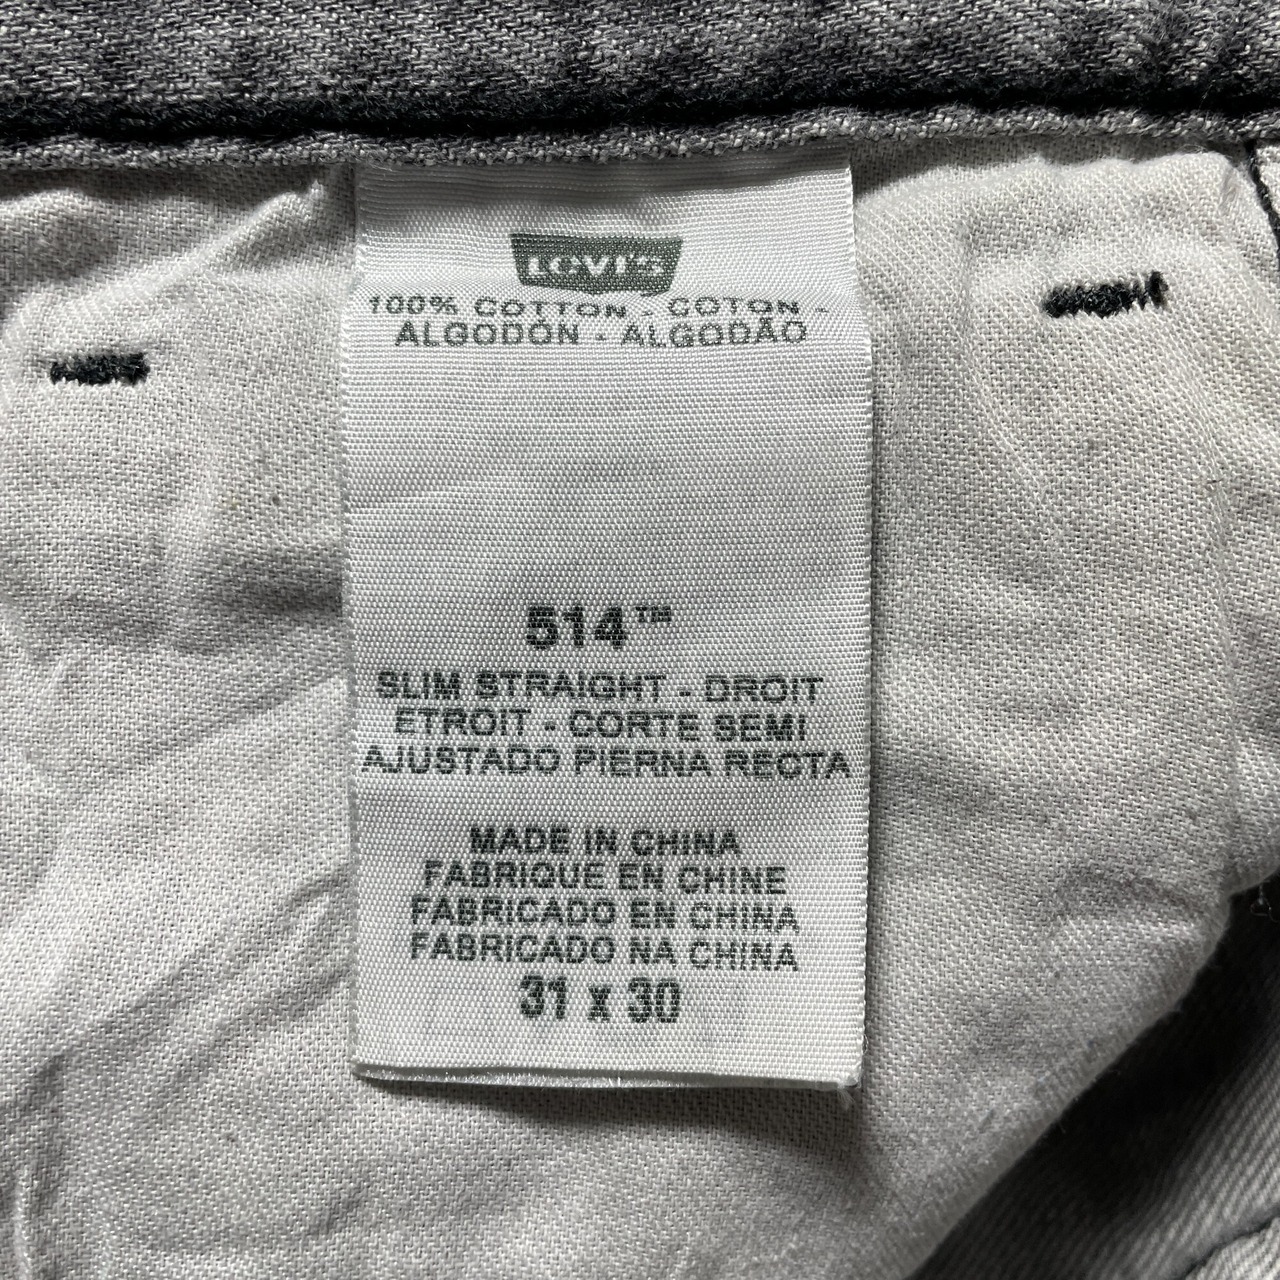 LEVI'S
100% COTTON - COTON -
ALGODÓN - ALGODÃO
514™
SLIM STRAIGHT - DROIT
ETROIT - CORTE SEMI
AJUSTADO PIERNA RECTA
MADE IN CHINA
FABRIQUE EN CHINE
FABRICADO EN CHINA
FABRICADO NA CHINA
31 x 30